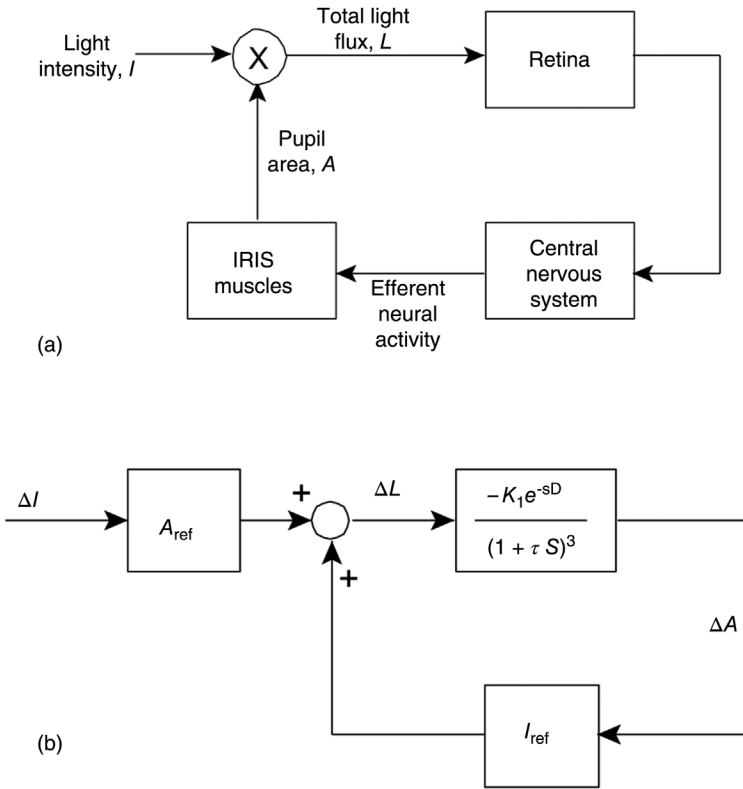 Light
intensity, I
X
Total light
flux, L
Retina
Pupil
area, A
IRIS
muscles
Efferent
neural
activity
Central
nervous
system
(a)
ΔI
A_ref
+
ΔL
−K₁e^-sD
(1 + τ S)³
+
ΔA
I_ref
(b)